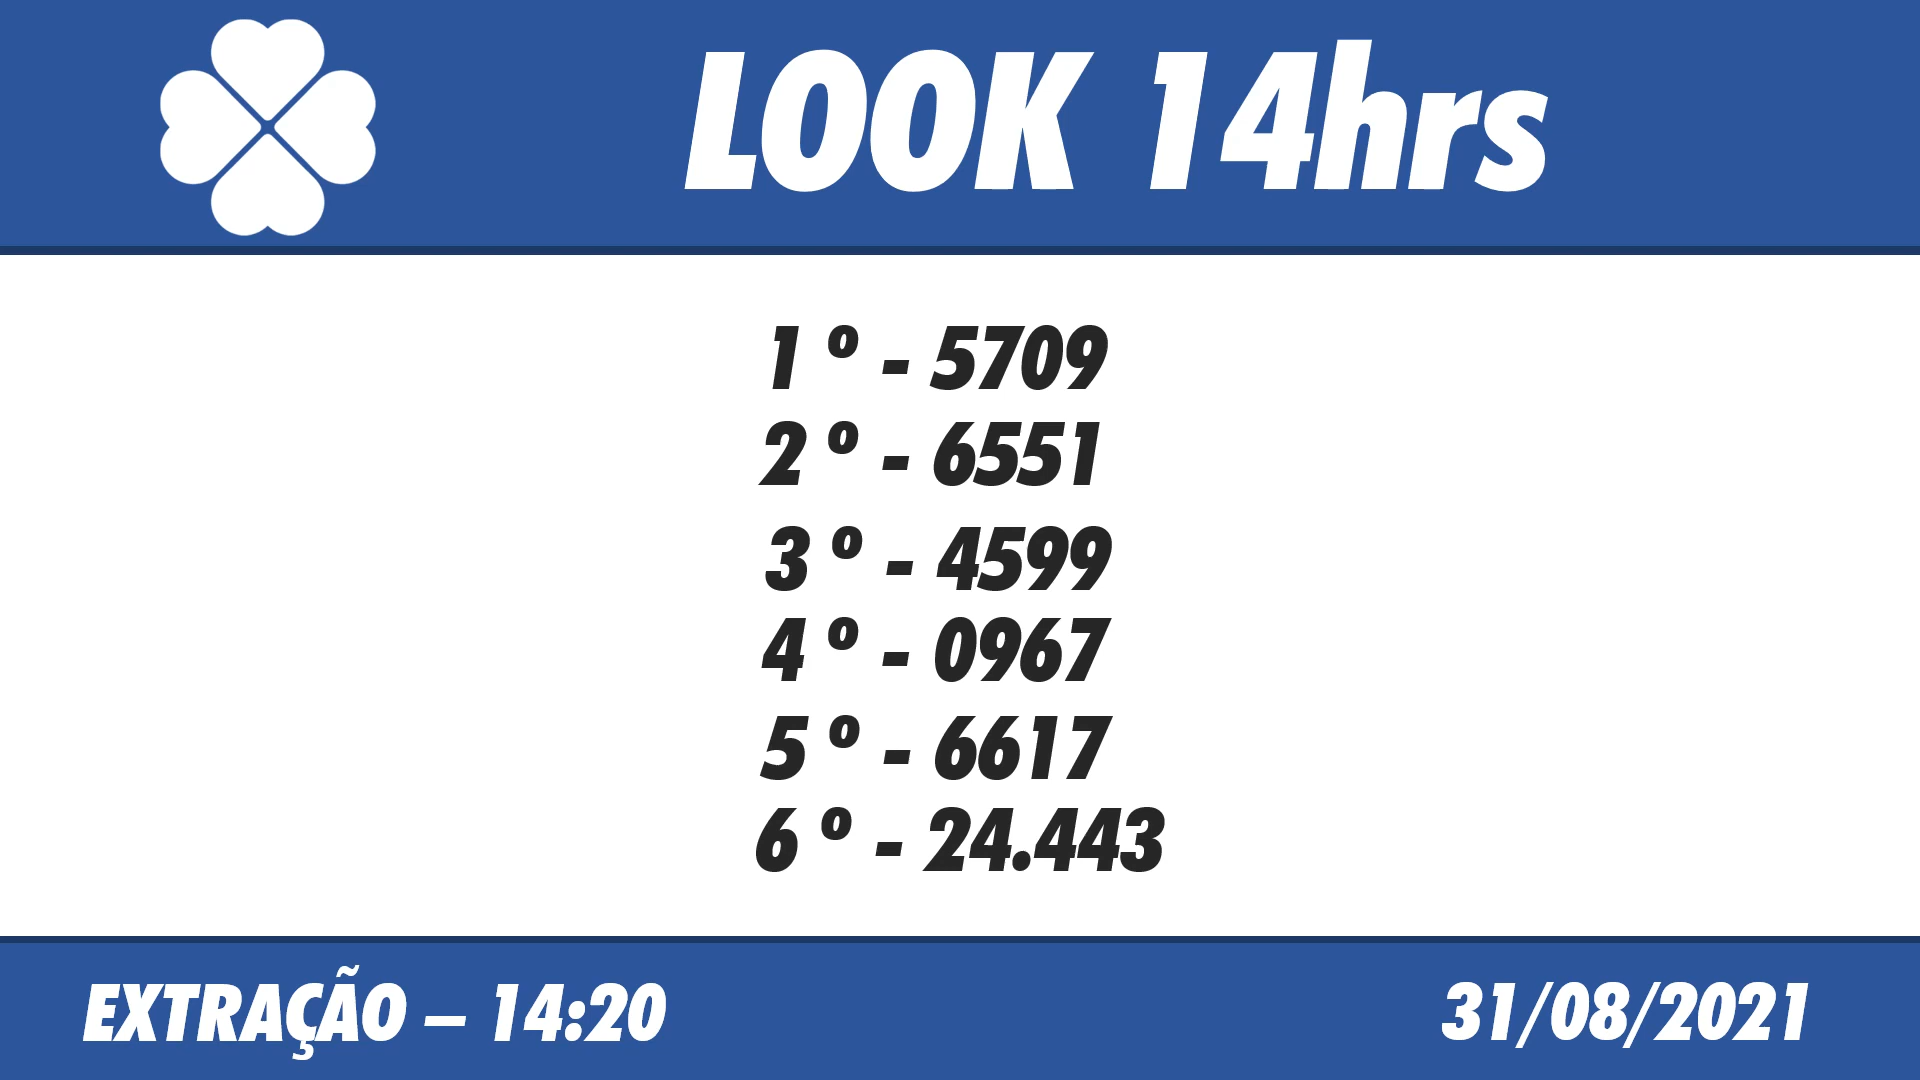 LOOK 14hrs
1 º - 5709
2 º - 6551
3 º - 4599
4 º - 0967
5 º - 6617
6 º - 24.443
EXTRAÇÃO – 14:20
31/08/2021